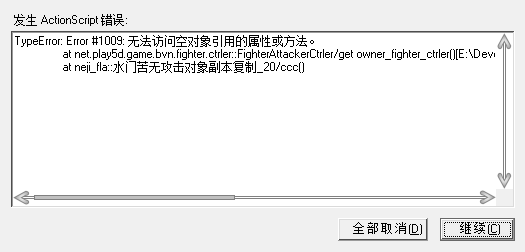 发生 ActionScript 错误:
TypeError: Error #1009: 无法访问空对象引用的属性或方法。
at net.play5d.game.bvn.fighter.ctrler::FighterAttackerCtrler/get owner_fighter_ctrler()[E:\Deve
at neji_fla::水门苦无攻击对象副本复制_20/ccc()
全部取消(D)
继续(C)